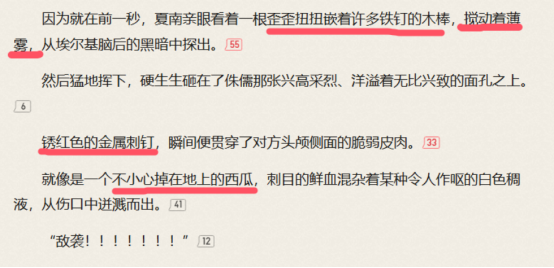 因为就在前一秒，夏南亲眼看着一根歪歪扭扭嵌着许多铁钉的木棒，搅动着薄
雾，从埃尔基脑后的黑暗中探出。55
然后猛地挥下，硬生生砸在了侏儒那张兴高采烈、洋溢着无比兴致的面孔之上。
6
锈红色的金属刺钉，瞬间便贯穿了对方头颅侧面的脆弱皮肉。33
就像是一个不小心掉在地上的西瓜，刺目的鲜血混杂着某种令人作呕的白色稠
液，从伤口中迸溅而出。41
“敌袭！！！！！！！”12